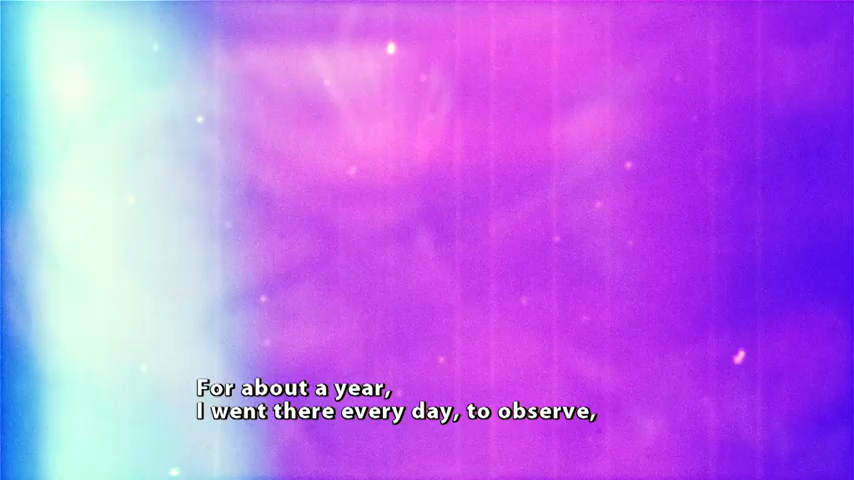 For about a year,
I went there every day, to observe,